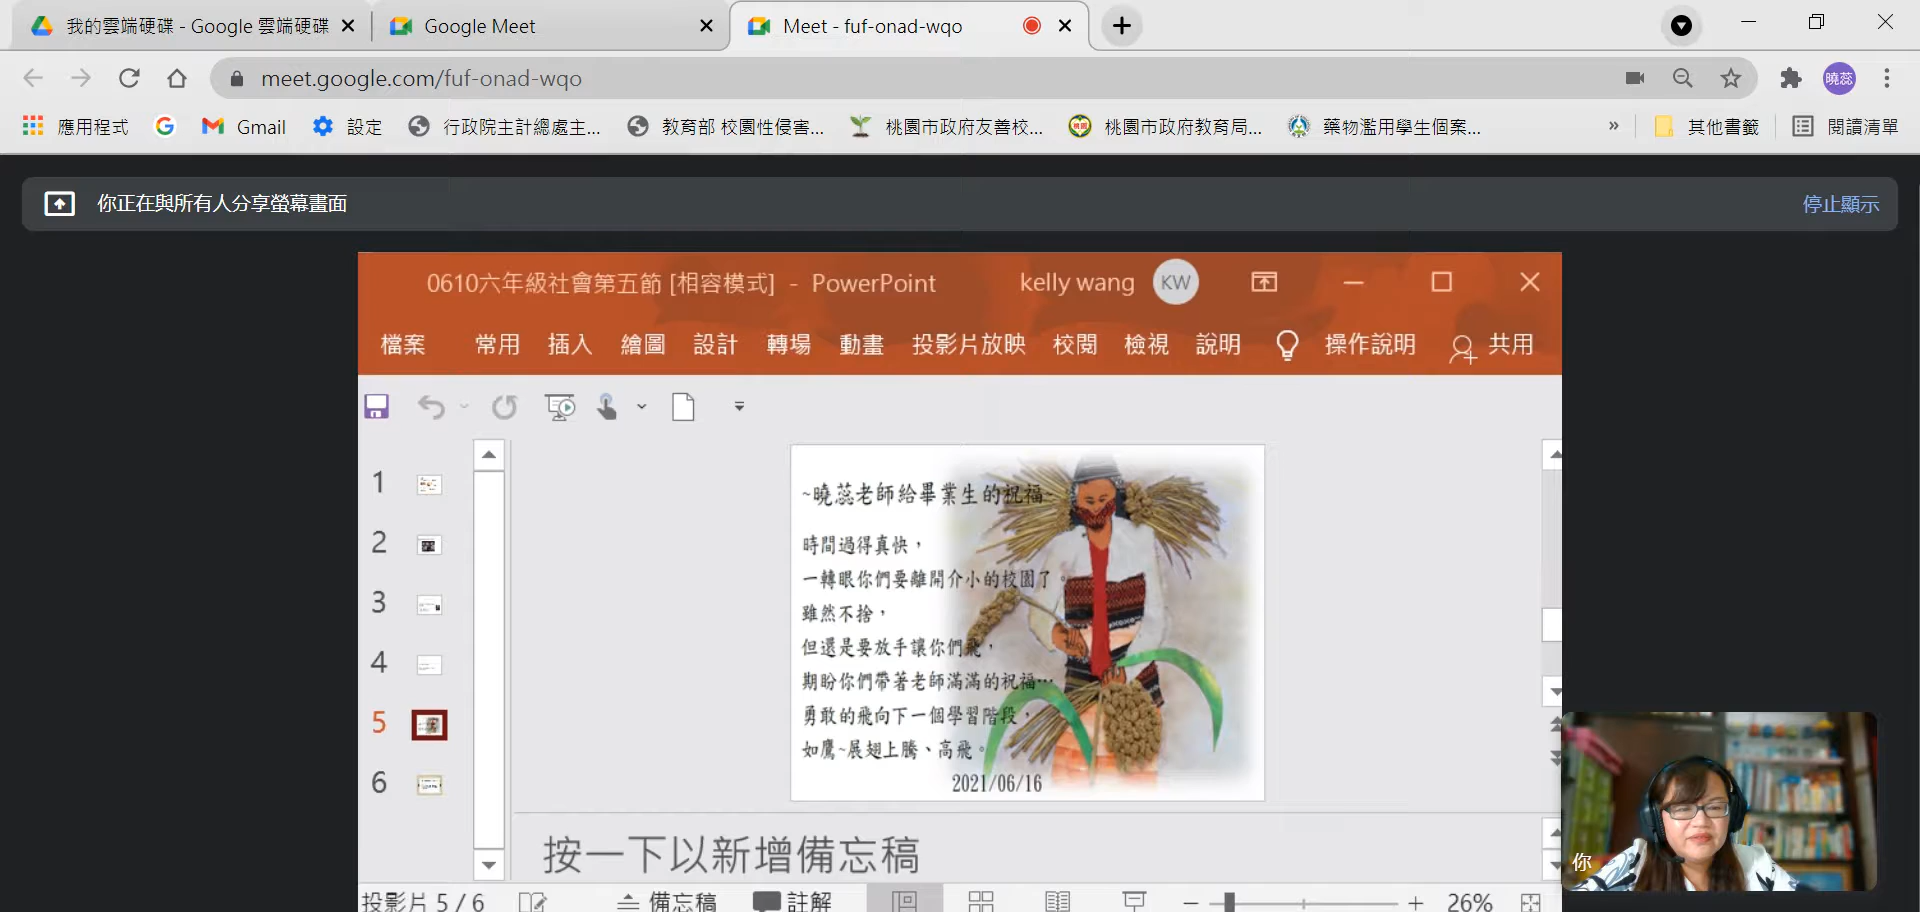 我的雲端硬碟 - Google 雲端硬碟
Google Meet
Meet - fuf-onad-wqo
meet.google.com/fuf-onad-wqo
曉蕊
應用程式
Gmail
設定
行政院主計總處主...
教育部 校園性侵害...
桃園市政府友善校...
桃園市政府教育局...
藥物濫用學生個案...
»
其他書籤
閱讀清單
你正在與所有人分享螢幕畫面
停止顯示
0610六年級社會第五節 [相容模式] - PowerPoint
kelly wang
KW
檔案 常用 插入 繪圖 設計 轉場 動畫 投影片放映 校閱 檢視 說明 操作說明 共用
1
2
3
4
5
6
~曉蕊老師給畢業生的祝福~
時間過得真快，
一轉眼你們要離開介小的校園了。
雖然不捨，
但還是要放手讓你們飛，
期盼你們帶著老師滿滿的祝福…
勇敢的飛向下一個學習階段，
如鷹~展翅上騰、高飛。
2021/06/16
按一下以新增備忘稿
你
投影片 5 / 6
備忘稿
註解
26%